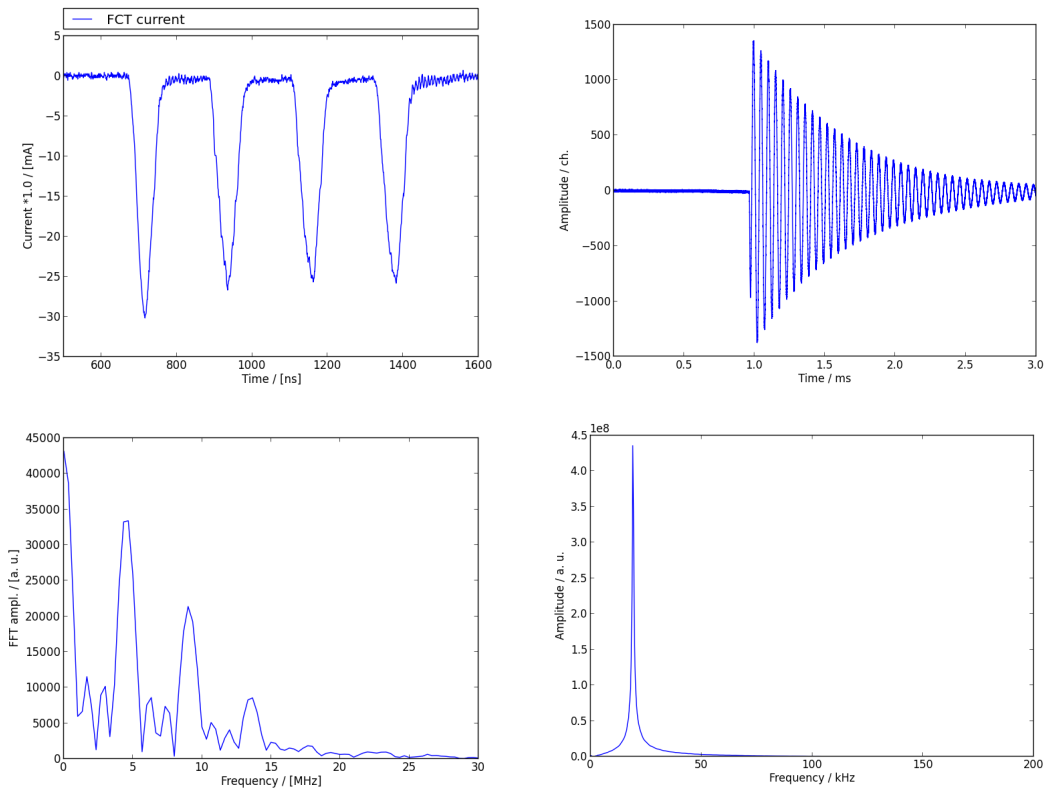 FCT current
5
0
−5
−10
−15
−20
−25
−30
−35
Current *1.0 / [mA]
600 800 1000 1200 1400 1600
Time / [ns]
1500
1000
500
0
−500
−1000
−1500
Amplitude / ch.
0.0 0.5 1.0 1.5 2.0 2.5 3.0
Time / ms
45000
40000
35000
30000
25000
20000
15000
10000
5000
0
FFT ampl. / [a. u.]
0 5 10 15 20 25 30
Frequency / [MHz]
1e8
4.5
4.0
3.5
3.0
2.5
2.0
1.5
1.0
0.5
0.0
Amplitude / a. u.
0 50 100 150 200
Frequency / kHz